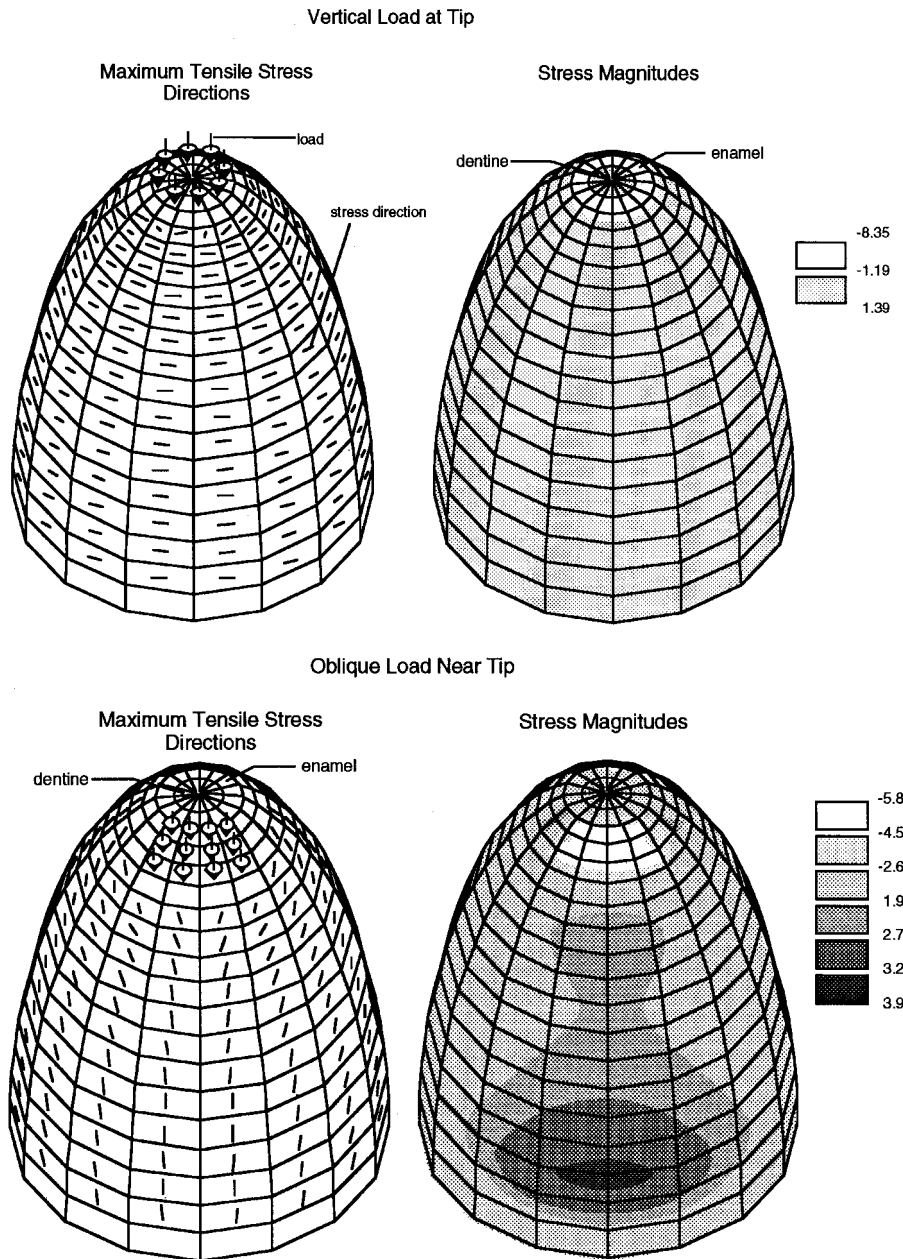 Vertical Load at Tip
Maximum Tensile Stress
Directions
Stress Magnitudes
load
dentine
enamel
stress direction
-8.35
-1.19
1.39
Oblique Load Near Tip
Maximum Tensile Stress
Directions
Stress Magnitudes
dentine
enamel
-5.8
-4.5
-2.6
1.9
2.7
3.2
3.9